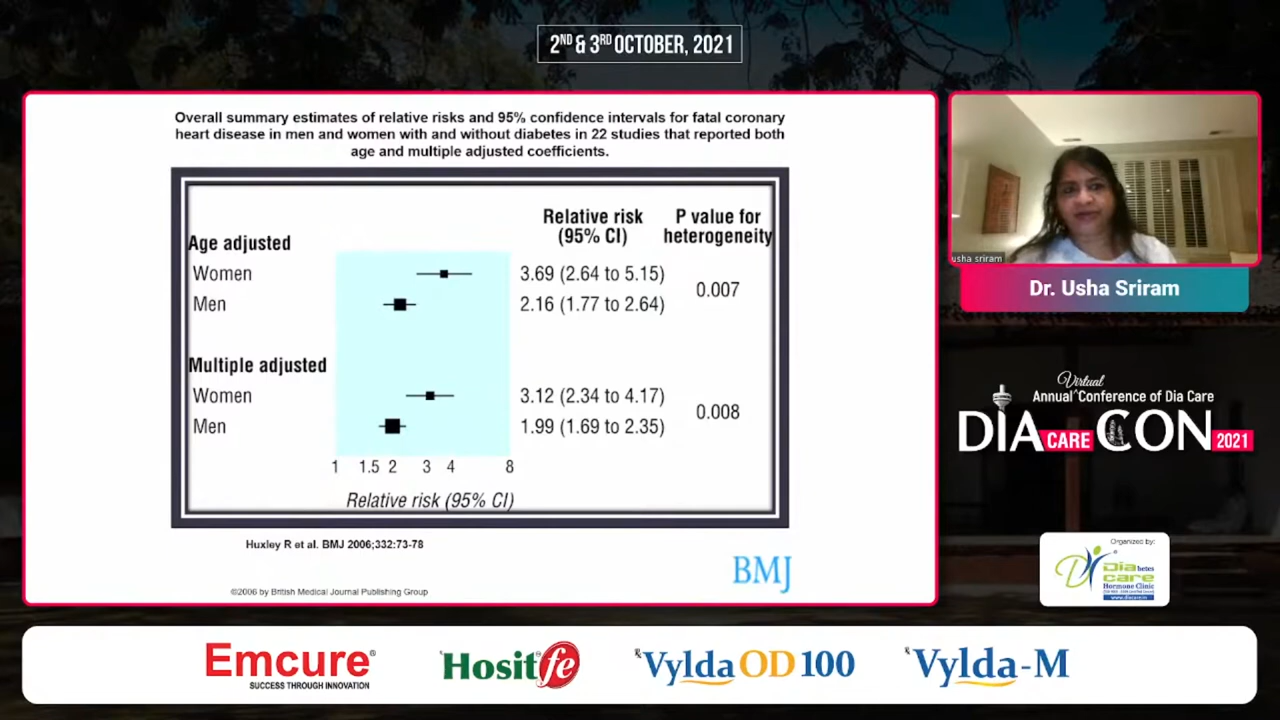 2ND & 3RD OCTOBER, 2021
Overall summary estimates of relative risks and 95% confidence intervals for fatal coronary
heart disease in men and women with and without diabetes in 22 studies that reported both
age and multiple adjusted coefficients.
Relative risk P value for
(95% CI) heterogeneity
Age adjusted
Women 3.69 (2.64 to 5.15)
0.007
Men 2.16 (1.77 to 2.64)
Multiple adjusted
Women 3.12 (2.34 to 4.17)
0.008
Men 1.99 (1.69 to 2.35)
1 1.5 2 3 4 8
Relative risk (95% CI)
Huxley R et al. BMJ 2006;332:73-78
BMJ
©2006 by British Medical Journal Publishing Group
usha sriram
Dr. Usha Sriram
Virtual
Annual^Conference of Dia Care
DIA CARE CON 2021
Organized by:
Diabetes
care
Hormone Clinic
www.diacare.in
Emcure®
SUCCESS THROUGH INNOVATION
Hosit fe
Vylda OD 100
Vylda-M